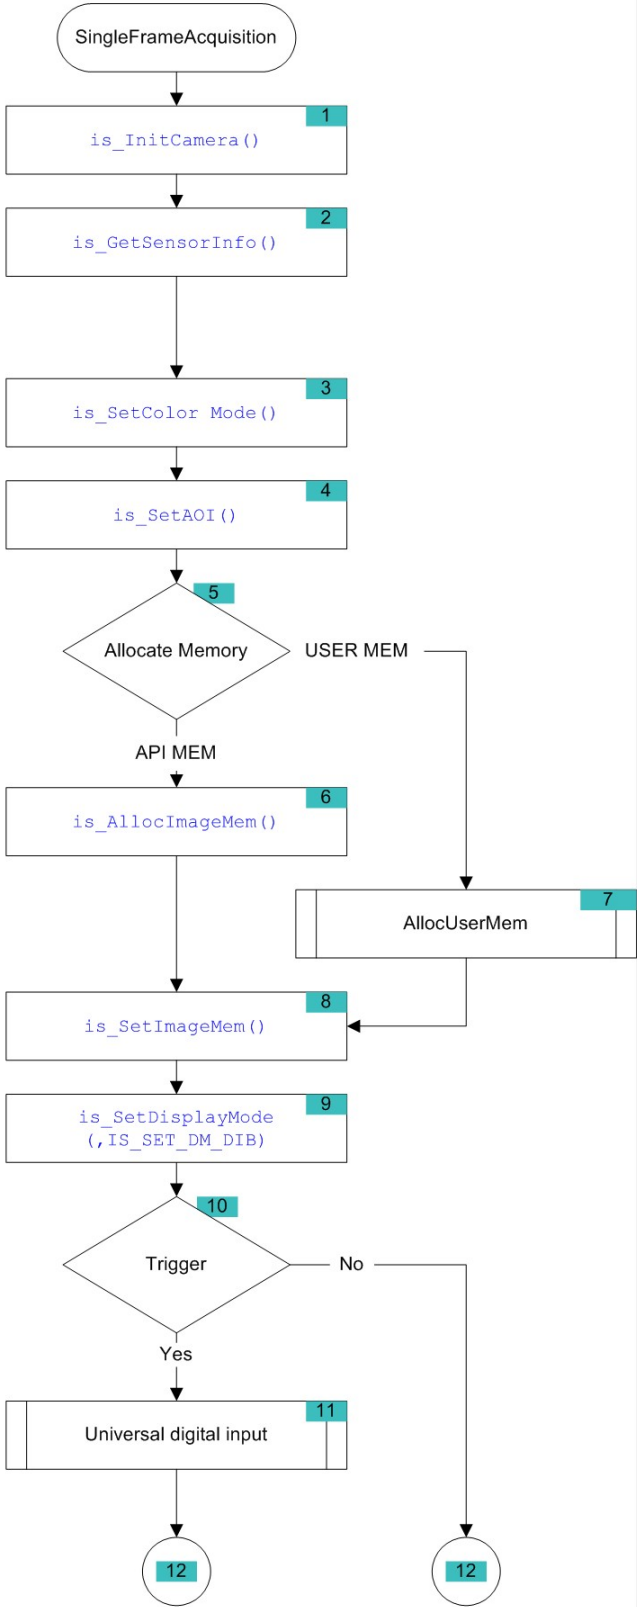 SingleFrameAcquisition
1
is_InitCamera()
2
is_GetSensorInfo()
3
is_SetColor Mode()
4
is_SetAOI()
5
Allocate Memory
USER MEM
API MEM
6
is_AllocImageMem()
7
AllocUserMem
8
is_SetImageMem()
9
is_SetDisplayMode
(,IS_SET_DM_DIB)
10
Trigger
No
Yes
11
Universal digital input
12
12